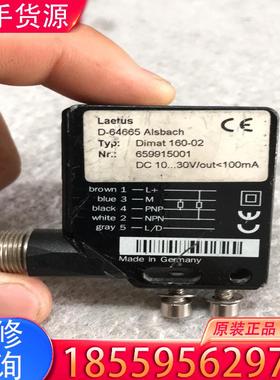 手货源
Laetus
D-64665 Alsbach
Typ: Dimat 160-02
Nr.: 659915001
DC 10...30V/out<100mA
CE
brown 1 L+
blue 3 M
black 4 PNP
white 2 NPN
gray 5 L/D
Made in Germany
修
询
原装正品
18559556297